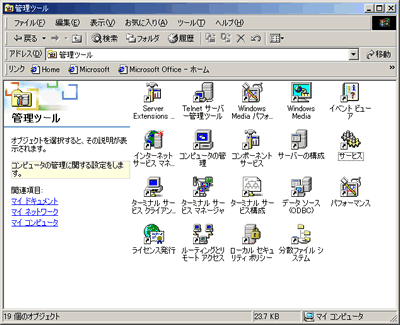 管理ツール
ファイル(F) 編集(E) 表示(V) お気に入り(A) ツール(T) ヘルプ(H)
戻る 検索 フォルダ 履歴
アドレス(D) 管理ツール 移動
リンク Home Microsoft Microsoft Office - ホーム
管理ツール
オブジェクトを選択すると、その説明が表示されます。
コンピュータの管理に関する設定をします。
関連項目:
マイ ドキュメント
マイ ネットワーク
マイ コンピュータ
Server Extensions ...
Telnet サーバー管理ツール
Windows Media パフォ...
Windows Media
イベント ビューア
インターネット サービス マネ...
コンピュータの管理
コンポーネント サービス
サーバーの構成
サービス
ターミナル サービス クライアン...
ターミナル サービス マネージャ
ターミナル サービス構成
データ ソース (ODBC)
パフォーマンス
ライセンス発行
ルーティングとリモート アクセス
ローカル セキュリティ ポリシー
分散ファイル システム
19 個のオブジェクト 23.7 KB マイ コンピュータ